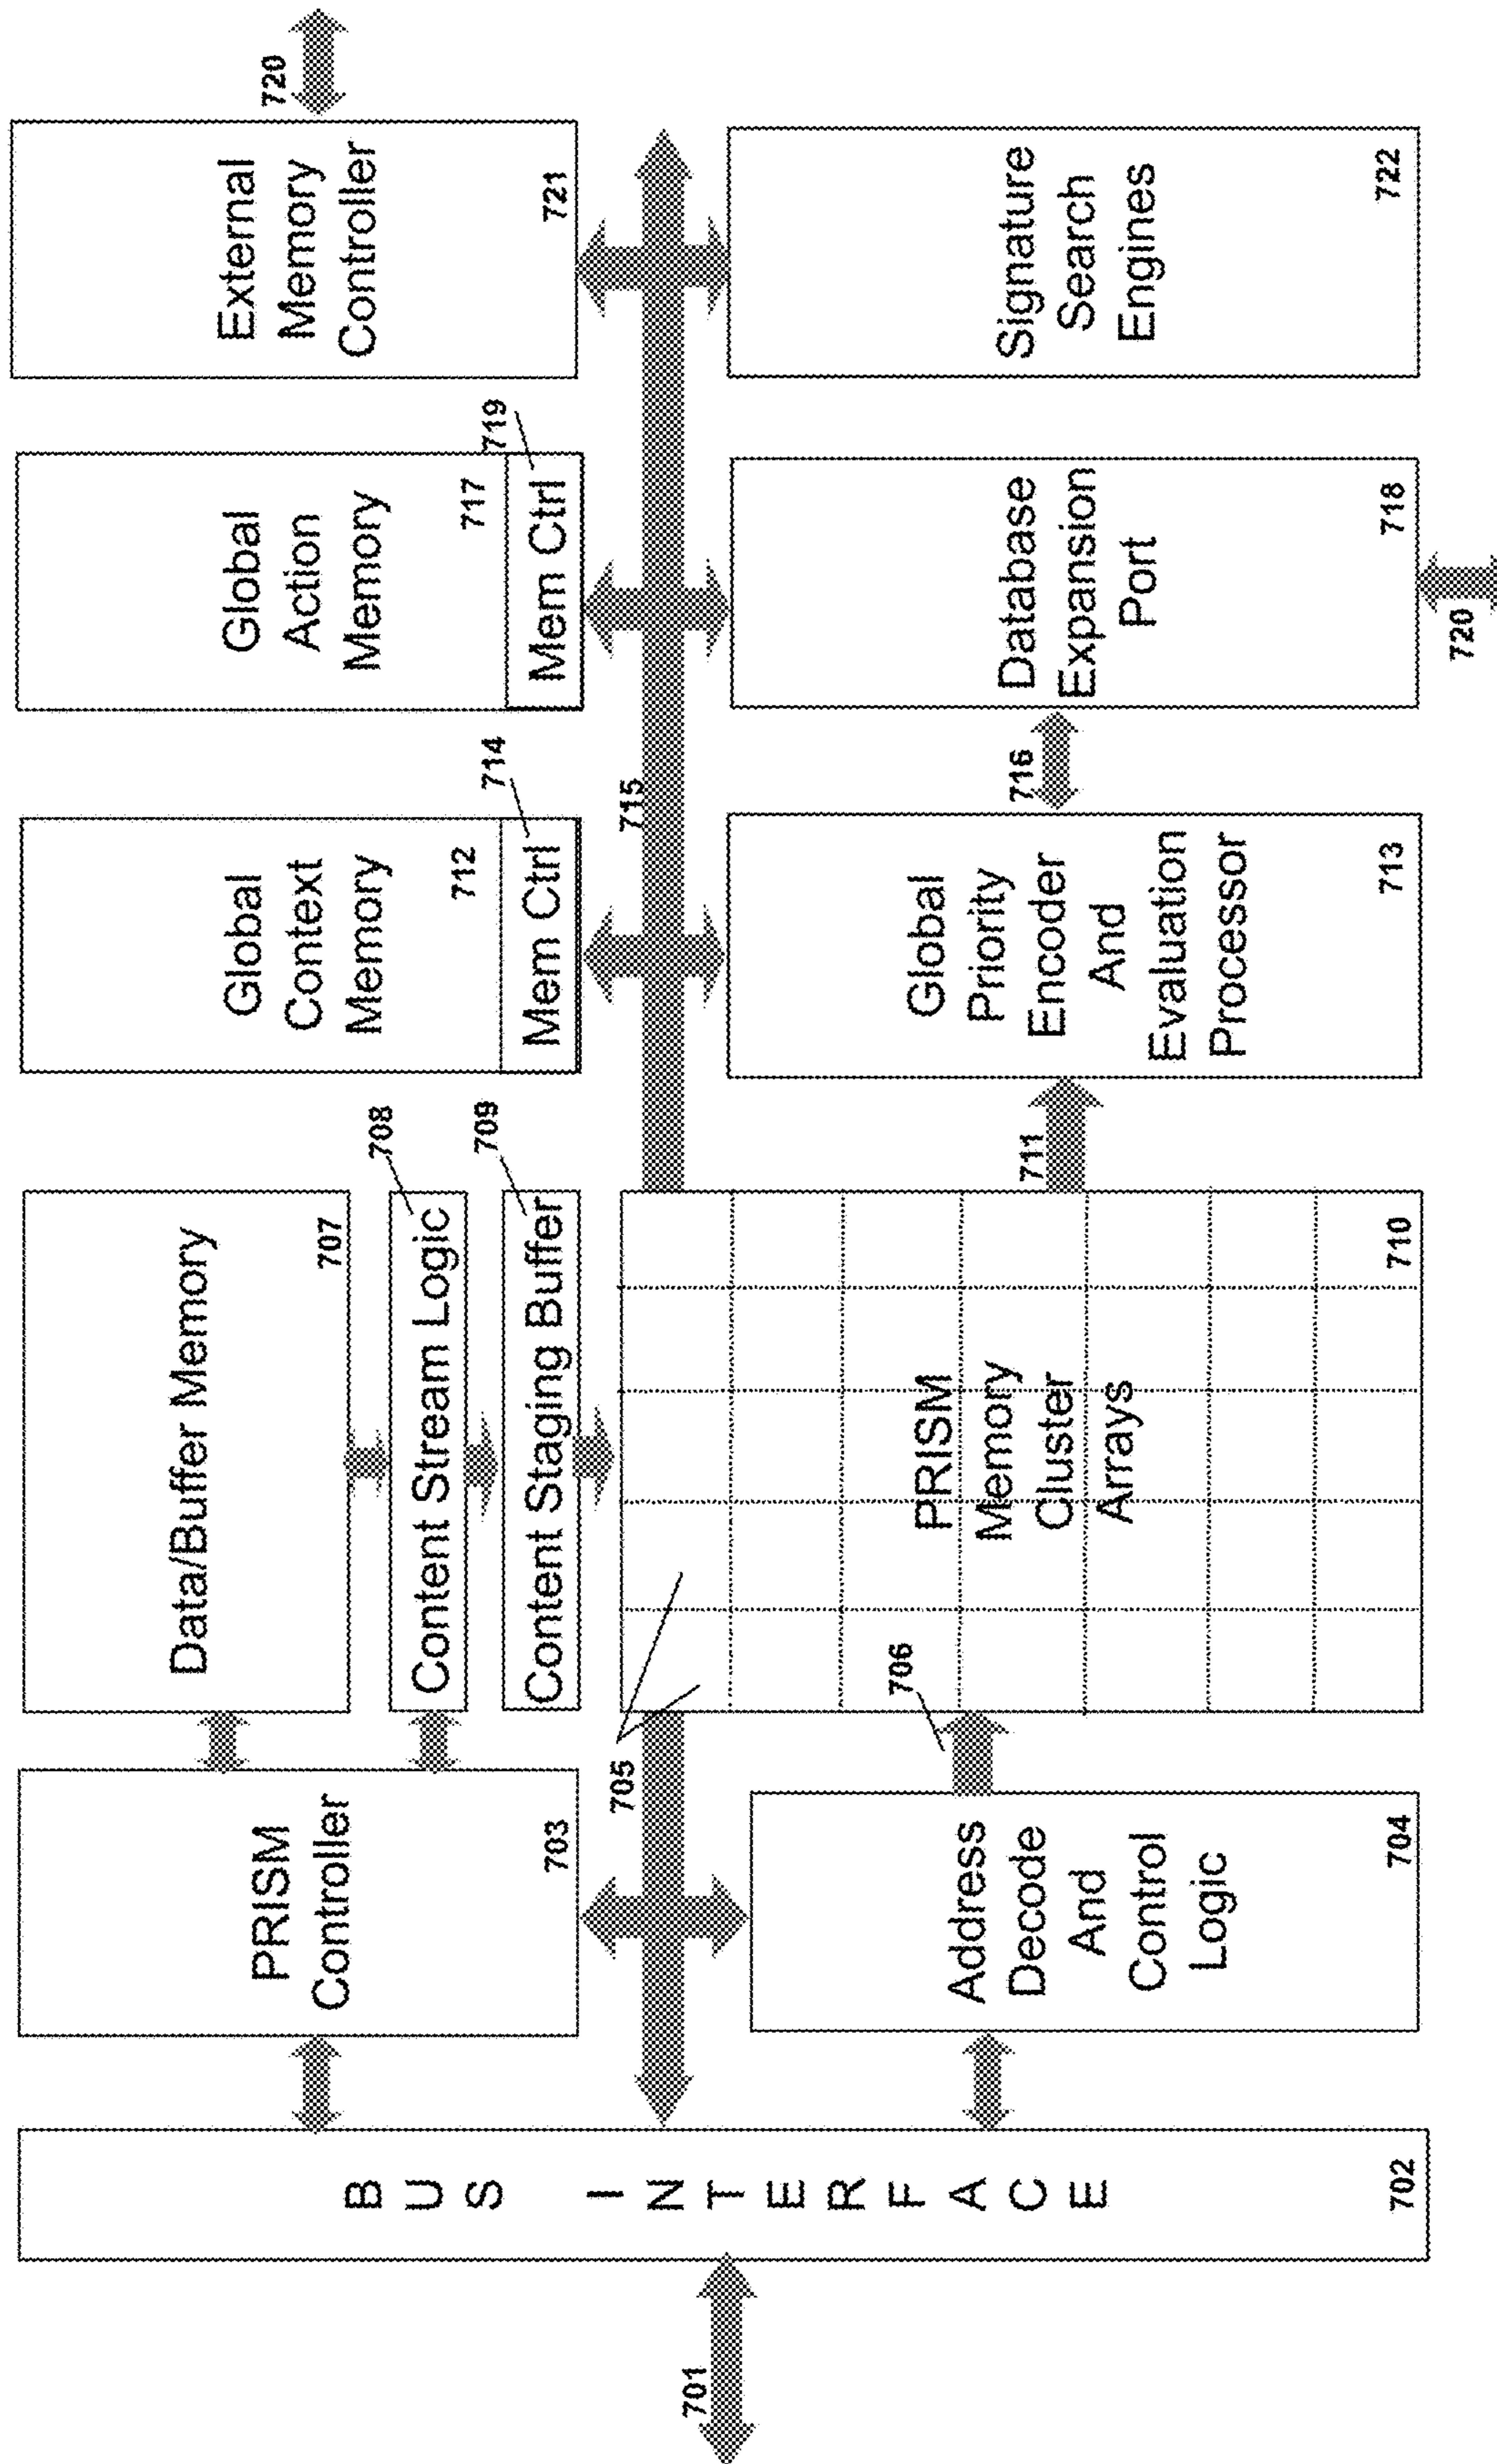 701
BUS INTERFACE
702
PRISM
Controller
703
Address
Decode
And
Control
Logic
704
705
706
Data/Buffer Memory
707
Content Stream Logic
708
Content Staging Buffer
709
PRISM
Memory
Cluster
Arrays
710
711
Global
Context
Memory
712
Mem Ctrl
714
715
Global
Priority
Encoder
And
Evaluation
Processor
713
716
Global
Action
Memory
717
Mem Ctrl
719
Database
Expansion
Port
718
720
External
Memory
Controller
721
720
Signature
Search
Engines
722